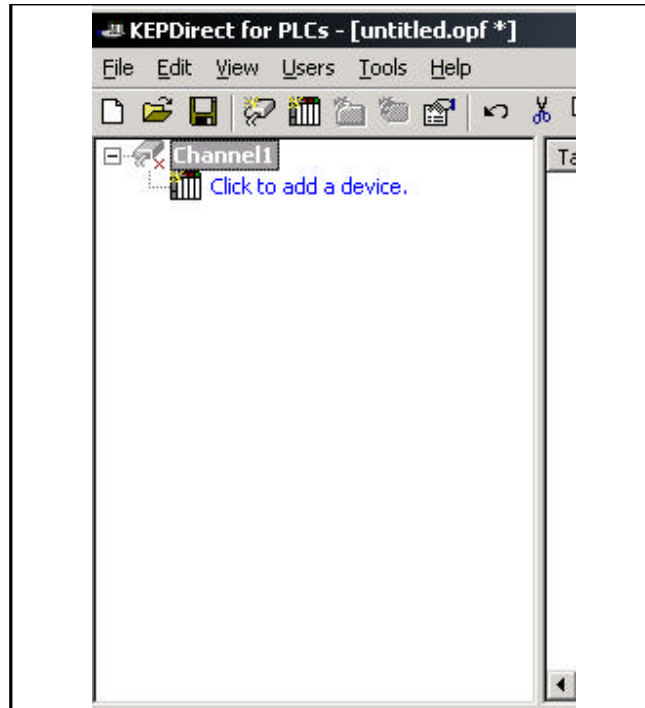 KEPDirect for PLCs - [untitled.opf *]
File Edit View Users Tools Help
Channel1
Click to add a device.